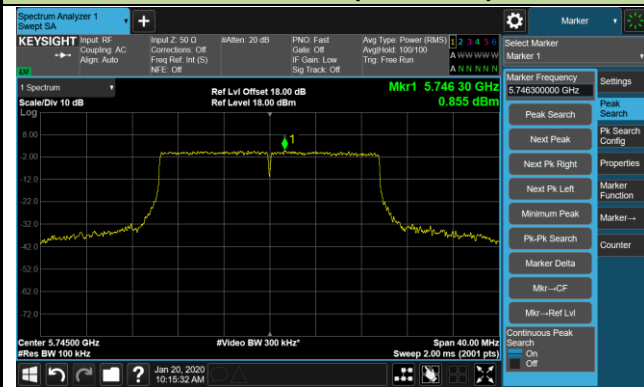 Spectrum Analyzer 1
Swept SA
Marker
KEYSIGHT
Input: RF
Coupling: AC
Align: Auto
Input Z: 50 Ω
Corrections: Off
Freq Ref: Int (S)
NFE: Off
#Atten: 20 dB
PNO: Fast
Gate: Off
IF Gain: Low
Sig Track: Off
Avg Type: Power (RMS)
Avg|Hold: 100/100
Trig: Free Run
1 2 3 4 5 6
A W W W W W
A N N N N N
Select Marker
Marker 1
1 Spectrum
Scale/Div 10 dB
Log
Ref Lvl Offset 18.00 dB
Ref Level 18.00 dBm
Mkr1 5.746 30 GHz
0.855 dBm
1
8.00
-2.00
-12.0
-22.0
-32.0
-42.0
-52.0
-62.0
-72.0
Center 5.74500 GHz
#Res BW 100 kHz
#Video BW 300 kHz*
Span 40.00 MHz
Sweep 2.00 ms (2001 pts)
Marker Frequency
5.746300000 GHz
Peak Search
Next Peak
Next Pk Right
Next Pk Left
Minimum Peak
Pk-Pk Search
Marker Delta
Mkr→CF
Mkr→Ref Lvl
Continuous Peak
Search
On
Off
Settings
Peak
Search
Pk Search
Config
Properties
Marker
Function
Marker→
Counter
?
Jan 20, 2020
10:15:32 AM